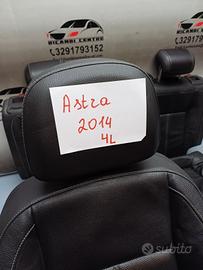 RICAMBI CENTRO
3291793152
Astra
2014
4L
subito